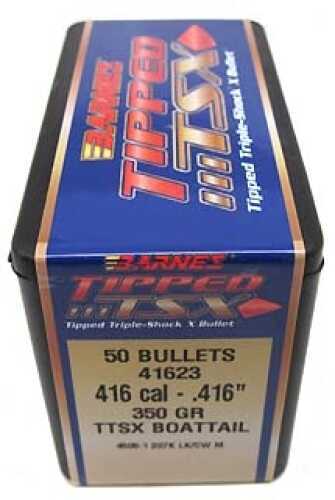 BARNES
TIPPED
TSX
Tipped Triple-Shock X Bullet
BARNES
TIPPED
TSX
Tipped Triple-Shock X Bullet
50 BULLETS
41623
416 cal - .416"
350 GR
TTSX BOATTAIL